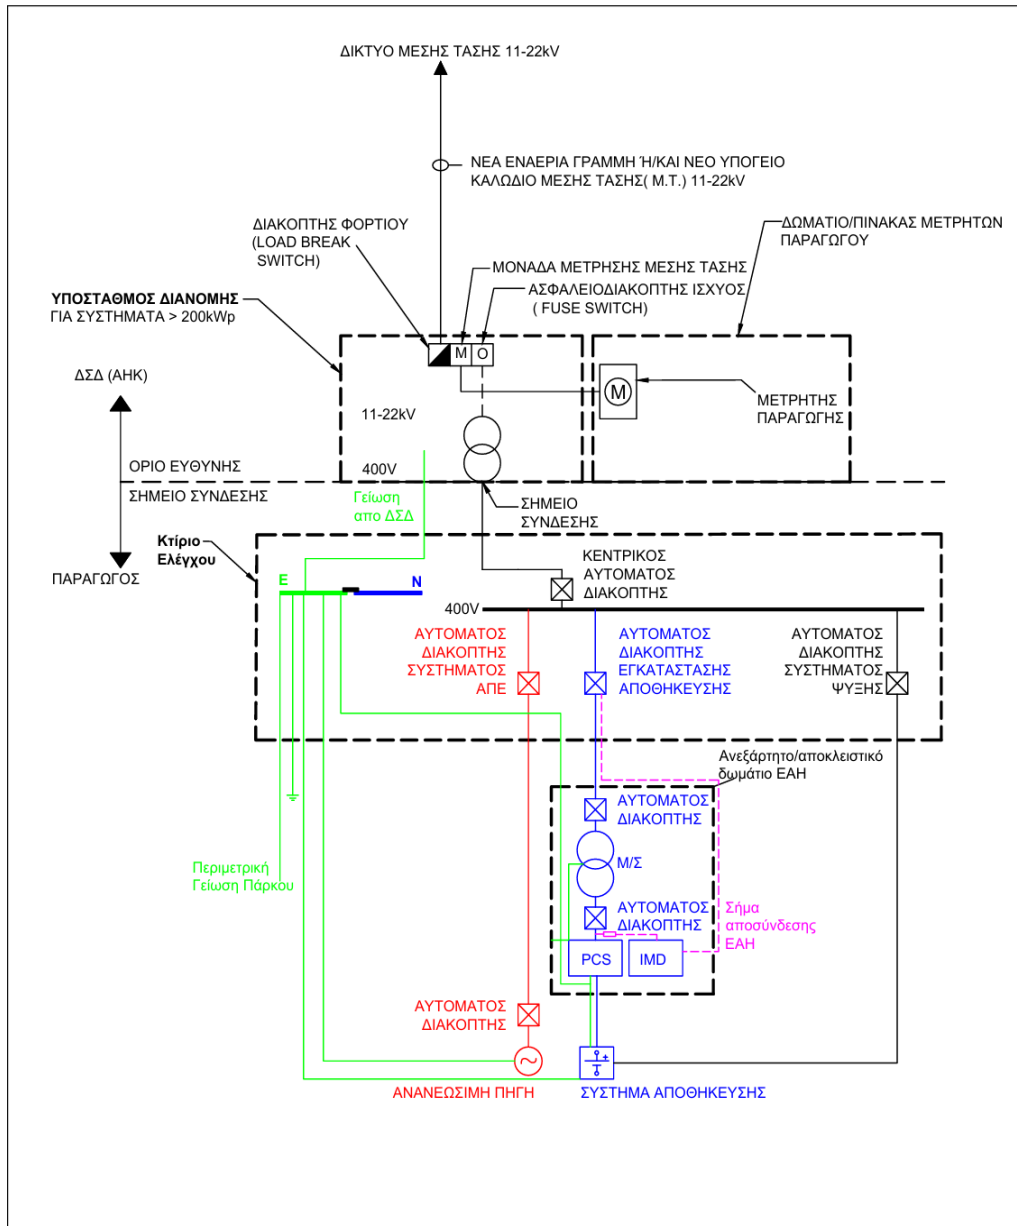 ΔΙΚΤΥΟ ΜΕΣΗΣ ΤΑΣΗΣ 11-22kV
ΝΕΑ ΕΝΑΕΡΙΑ ΓΡΑΜΜΗ Ή/ΚΑΙ ΝΕΟ ΥΠΟΓΕΙΟ
ΚΑΛΩΔΙΟ ΜΕΣΗΣ ΤΑΣΗΣ( Μ.Τ.) 11-22kV
ΔΙΑΚΟΠΤΗΣ ΦΟΡΤΙΟΥ
(LOAD BREAK
SWITCH)
ΔΩΜΑΤΙΟ/ΠΙΝΑΚΑΣ ΜΕΤΡΗΤΩΝ
ΠΑΡΑΓΩΓΟΥ
ΜΟΝΑΔΑ ΜΕΤΡΗΣΗΣ ΜΕΣΗΣ ΤΑΣΗΣ
ΑΣΦΑΛΕΙΟΔΙΑΚΟΠΤΗΣ ΙΣΧΥΟΣ
( FUSE SWITCH)
ΥΠΟΣΤΑΘΜΟΣ ΔΙΑΝΟΜΗΣ
ΓΙΑ ΣΥΣΤΗΜΑΤΑ > 200kWp
M O
ΔΣΔ (ΑΗΚ)
M
ΜΕΤΡΗΤΗΣ
ΠΑΡΑΓΩΓΗΣ
11-22kV
ΟΡΙΟ ΕΥΘΥΝΗΣ
400V
ΣΗΜΕΙΟ ΣΥΝΔΕΣΗΣ
Γείωση
απο ΔΣΔ
ΣΗΜΕΙΟ
ΣΥΝΔΕΣΗΣ
Κτίριο
Ελέγχου
ΠΑΡΑΓΩΓΟΣ
E N
ΚΕΝΤΡΙΚΟΣ
ΑΥΤΟΜΑΤΟΣ
ΔΙΑΚΟΠΤΗΣ
400V
ΑΥΤΟΜΑΤΟΣ
ΔΙΑΚΟΠΤΗΣ
ΣΥΣΤΗΜΑΤΟΣ
ΑΠΕ
ΑΥΤΟΜΑΤΟΣ
ΔΙΑΚΟΠΤΗΣ
ΕΓΚΑΤΑΣΤΑΣΗΣ
ΑΠΟΘΗΚΕΥΣΗΣ
ΑΥΤΟΜΑΤΟΣ
ΔΙΑΚΟΠΤΗΣ
ΣΥΣΤΗΜΑΤΟΣ
ΨΥΞΗΣ
Ανεξάρτητο/αποκλειστικό
δωμάτιο ΕΑΗ
ΑΥΤΟΜΑΤΟΣ
ΔΙΑΚΟΠΤΗΣ
Μ/Σ
Περιμετρική
Γείωση Πάρκου
ΑΥΤΟΜΑΤΟΣ
ΔΙΑΚΟΠΤΗΣ
Σήμα
αποσύνδεσης
ΕΑΗ
PCS IMD
ΑΥΤΟΜΑΤΟΣ
ΔΙΑΚΟΠΤΗΣ
ΑΝΑΝΕΩΣΙΜΗ ΠΗΓΗ
ΣΥΣΤΗΜΑ ΑΠΟΘΗΚΕΥΣΗΣ